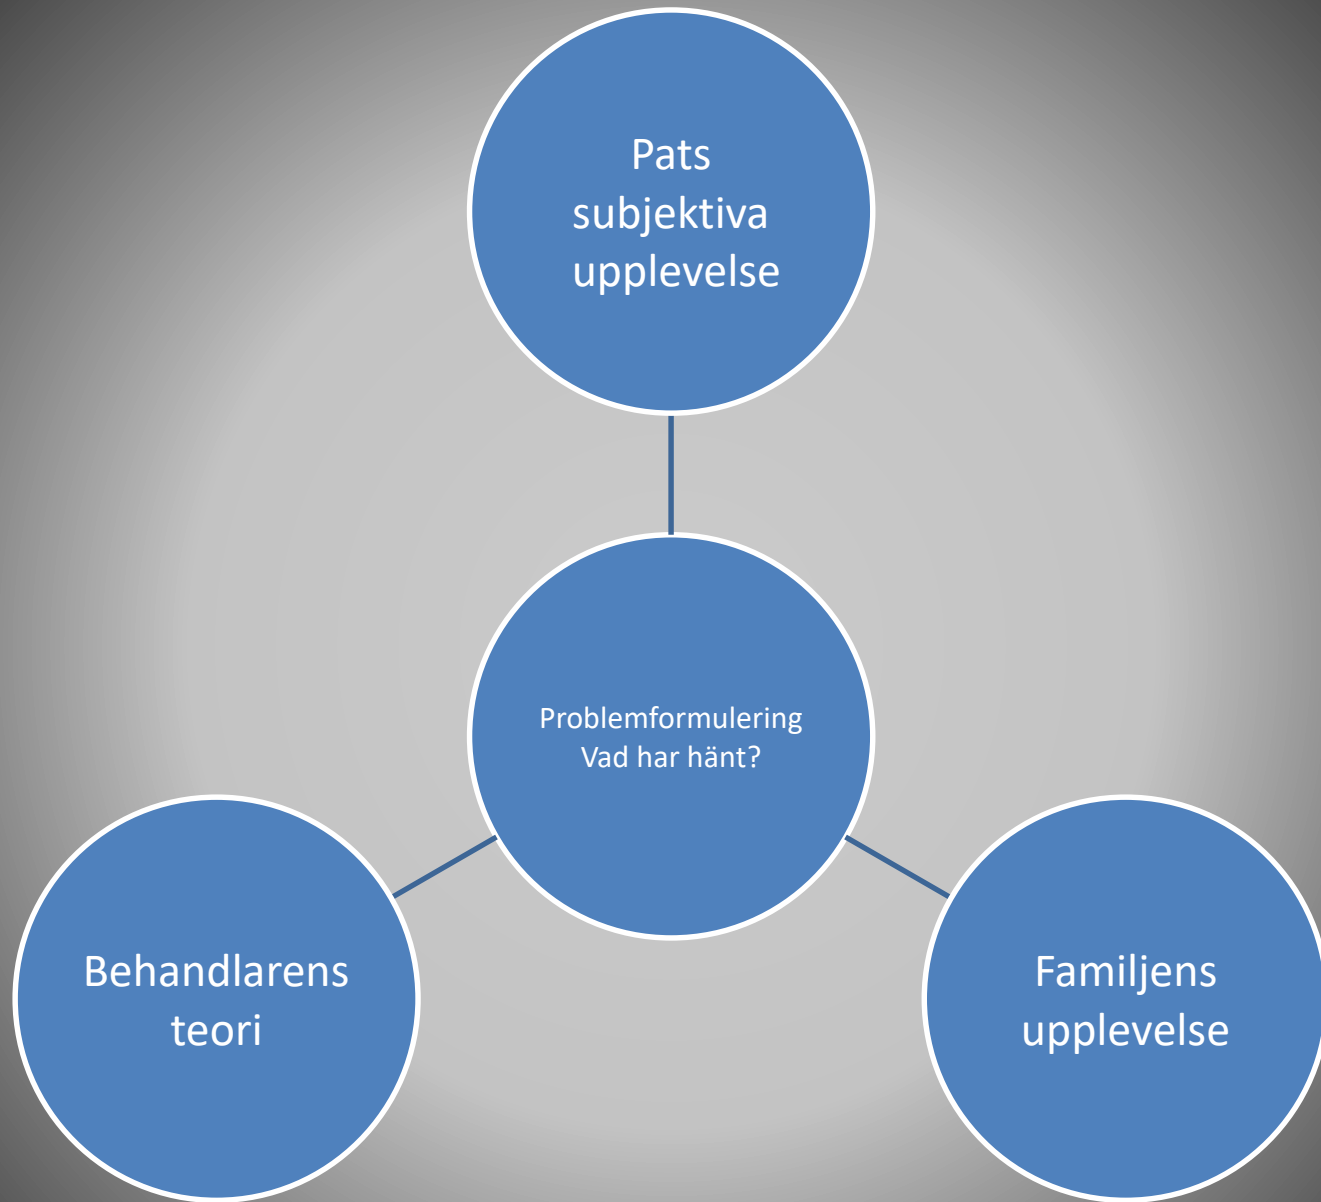 Pats
subjektiva
upplevelse
Problemformulering
Vad har hänt?
Behandlarens
teori
Familjens
upplevelse